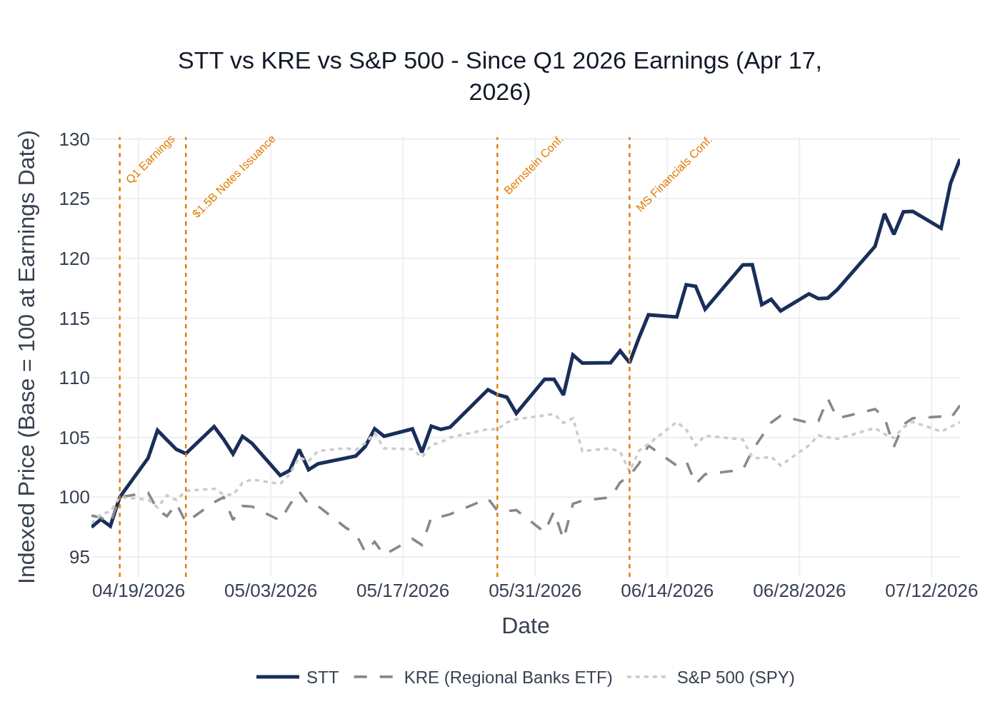 STT vs KRE vs S&P 500 - Since Q1 2026 Earnings (Apr 17,
2026)
Indexed Price (Base = 100 at Earnings Date)
130
125
120
115
110
105
100
95
Q1 Earnings
$1.5B Notes Issuance
Bernstein Conf.
MS Financials Conf.
04/19/2026
05/03/2026
05/17/2026
05/31/2026
06/14/2026
06/28/2026
07/12/2026
Date
STT
KRE (Regional Banks ETF)
S&P 500 (SPY)